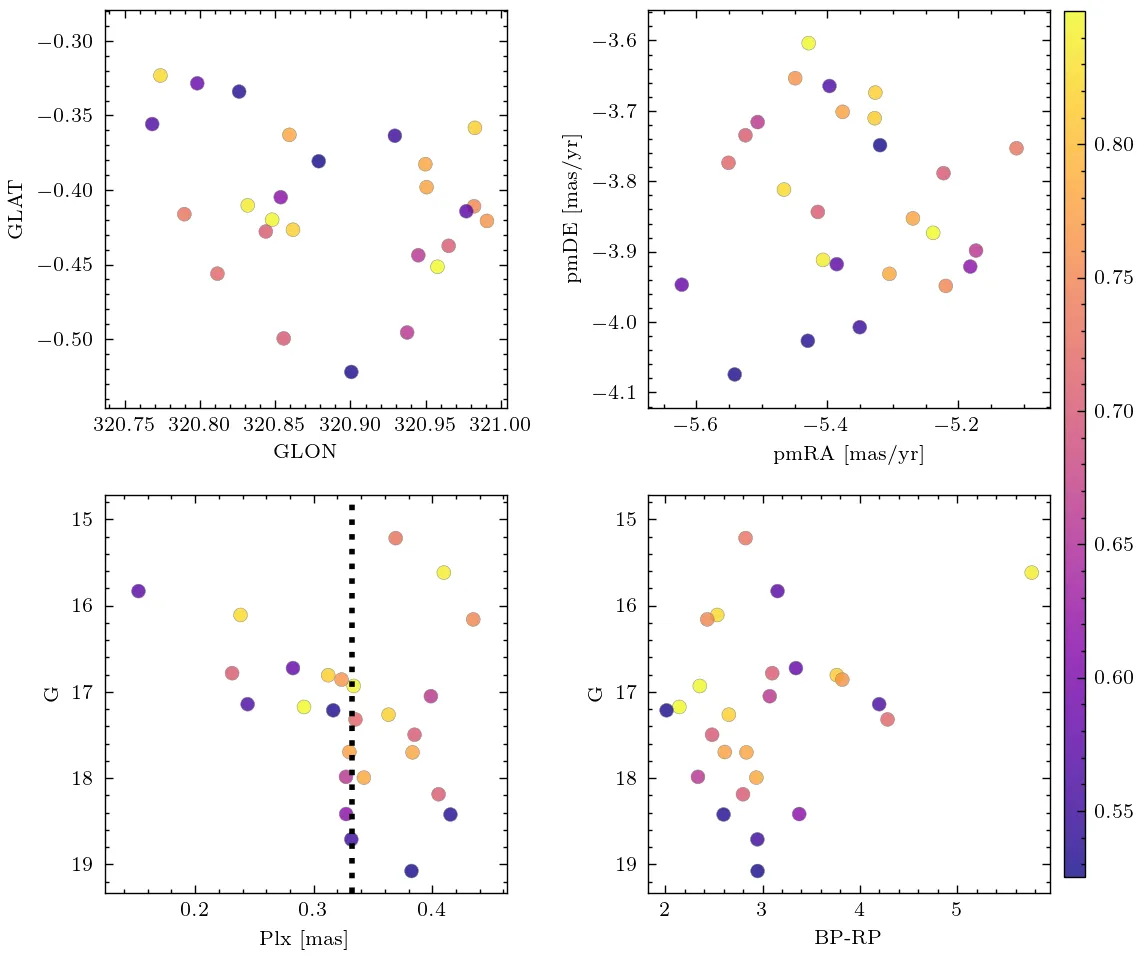 −0.30
−0.35
−0.40
−0.45
−0.50
GLAT
320.75 320.80 320.85 320.90 320.95 321.00
GLON
−3.6
−3.7
−3.8
−3.9
−4.0
−4.1
pmDE [mas/yr]
−5.6 −5.4 −5.2
pmRA [mas/yr]
15
16
17
18
19
G
0.2 0.3 0.4
Plx [mas]
15
16
17
18
19
G
2 3 4 5
BP-RP
0.80
0.75
0.70
0.65
0.60
0.55